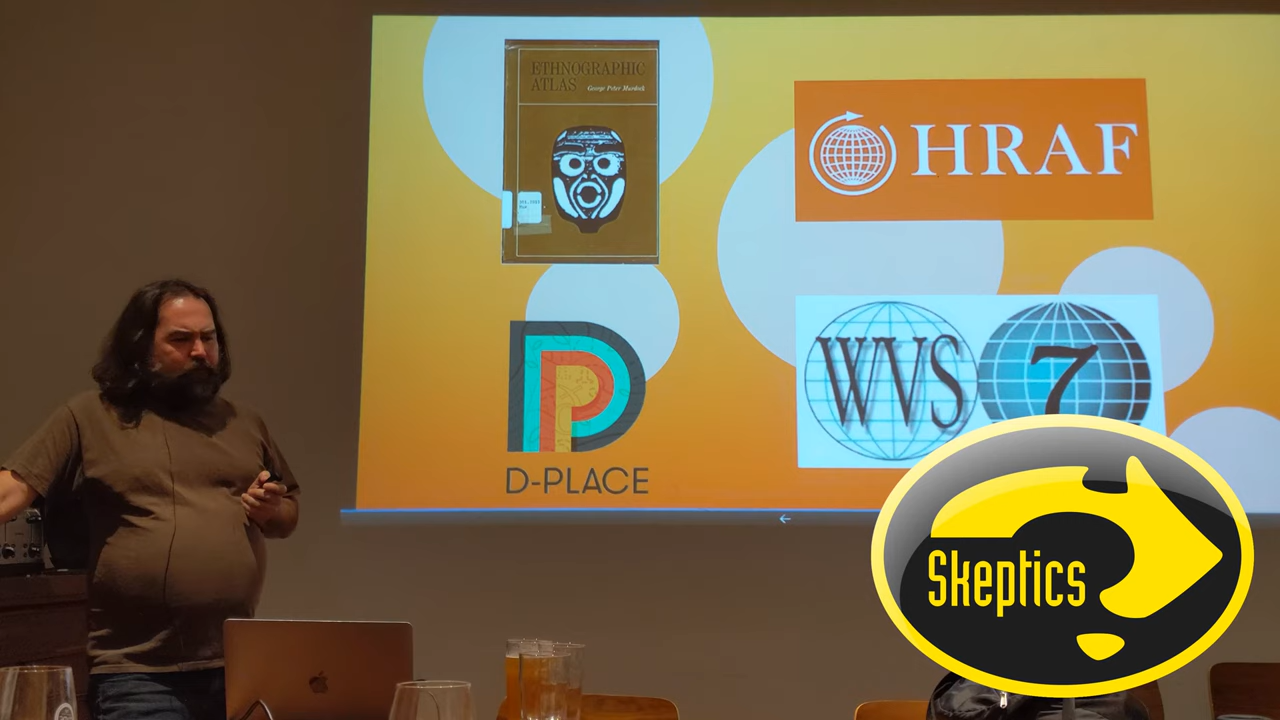 ETHNOGRAPHIC
ATLAS
George Peter Murdock
HRAF
D-PLACE
WVS
7
Skeptics